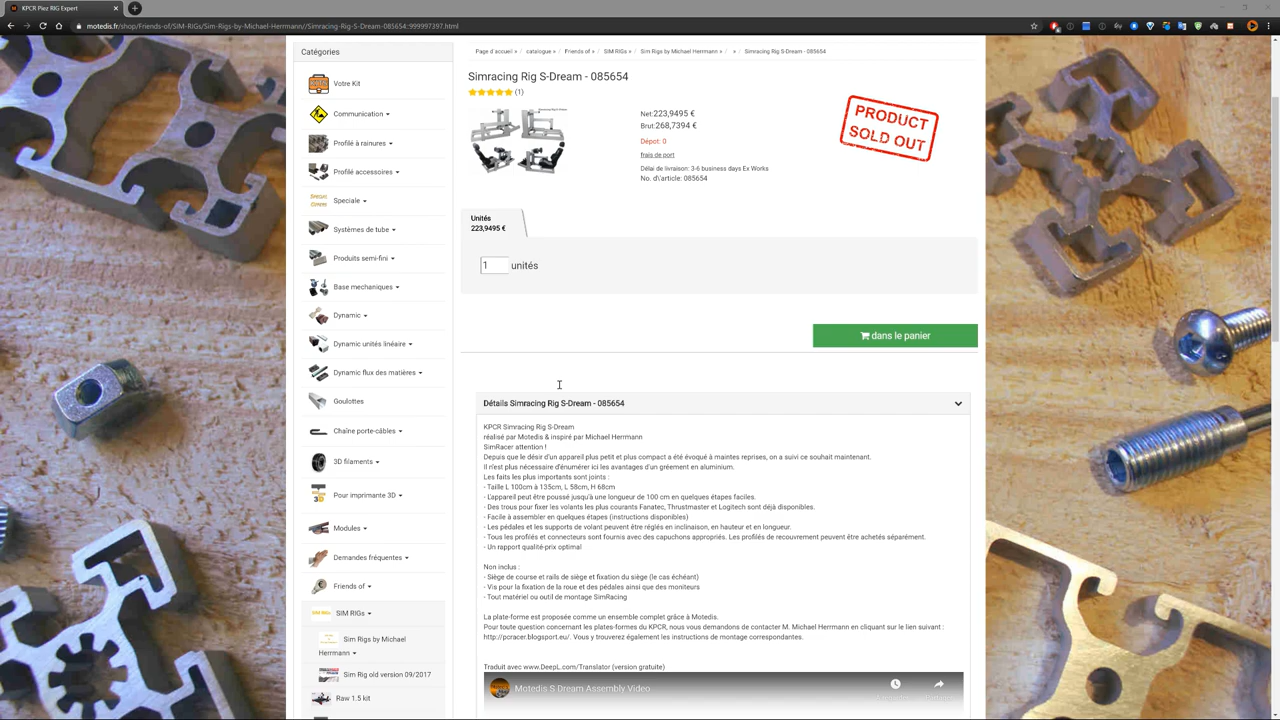 KPCR Piez RIG Expert
motedis.fr/shop/Friends-of/SIM-RIGs/Sim-Rigs-by-Michael-Herrmann//Simracing-Rig-S-Dream-085654::999997397.html
Catégories
Votre Kit
Communication
Profilé à rainures
Profilé accessoires
Speciale
Systèmes de tube
Produits semi-fini
Base mechaniques
Dynamic
Dynamic unités linéaire
Dynamic flux des matières
Goulottes
Chaîne porte-câbles
3D filaments
Pour imprimante 3D
Modules
Demandes fréquentes
Friends of
SIM RIGs
Sim Rigs by Michael
Herrmann
Sim Rig old version 09/2017
Raw 1.5 kit
Page d'accueil » / catalogue » / Friends of » / SIM RIGs » / Sim Rigs by Michael Herrmann » / » / Simracing Rig S-Dream - 085654
Simracing Rig S-Dream - 085654
(1)
Net:223,9495 €
Brut:268,7394 €
Dépot: 0
frais de port
Délai de livraison: 3-6 business days Ex Works
No. d\'article: 085654
PRODUCT
SOLD OUT
Unités
223,9495 €
1 unités
dans le panier
Détails Simracing Rig S-Dream - 085654
KPCR Simracing Rig S-Dream
réalisé par Motedis & inspiré par Michael Herrmann
SimRacer attention !
Depuis que le désir d'un appareil plus petit et plus compact a été évoqué à maintes reprises, on a suivi ce souhait maintenant.
Il n'est plus nécessaire d'énumérer ici les avantages d'un gréement en aluminium.
Les faits les plus importants sont joints :
- Taille L 100cm à 135cm, L 58cm, H 68cm
- L'appareil peut être poussé jusqu'à une longueur de 100 cm en quelques étapes faciles.
- Des trous pour fixer les volants les plus courants Fanatec, Thrustmaster et Logitech sont déjà disponibles.
- Facile à assembler en quelques étapes (instructions disponibles)
- Les pédales et les supports de volant peuvent être réglés en inclinaison, en hauteur et en longueur.
- Tous les profilés et connecteurs sont fournis avec des capuchons appropriés. Les profilés de recouvrement peuvent être achetés séparément.
- Un rapport qualité-prix optimal
Non inclus :
- Siège de course et rails de siège et fixation du siège (le cas échéant)
- Vis pour la fixation de la roue et des pédales ainsi que des moniteurs
- Tout matériel ou outil de montage SimRacing
La plate-forme est proposée comme un ensemble complet grâce à Motedis.
Pour toute question concernant les plates-formes du KPCR, nous vous demandons de contacter M. Michael Herrmann en cliquant sur le lien suivant :
http://pcracer.blogsport.eu/. Vous y trouverez également les instructions de montage correspondantes.
Traduit avec www.DeepL.com/Translator (version gratuite)
Motedis S Dream Assembly Video